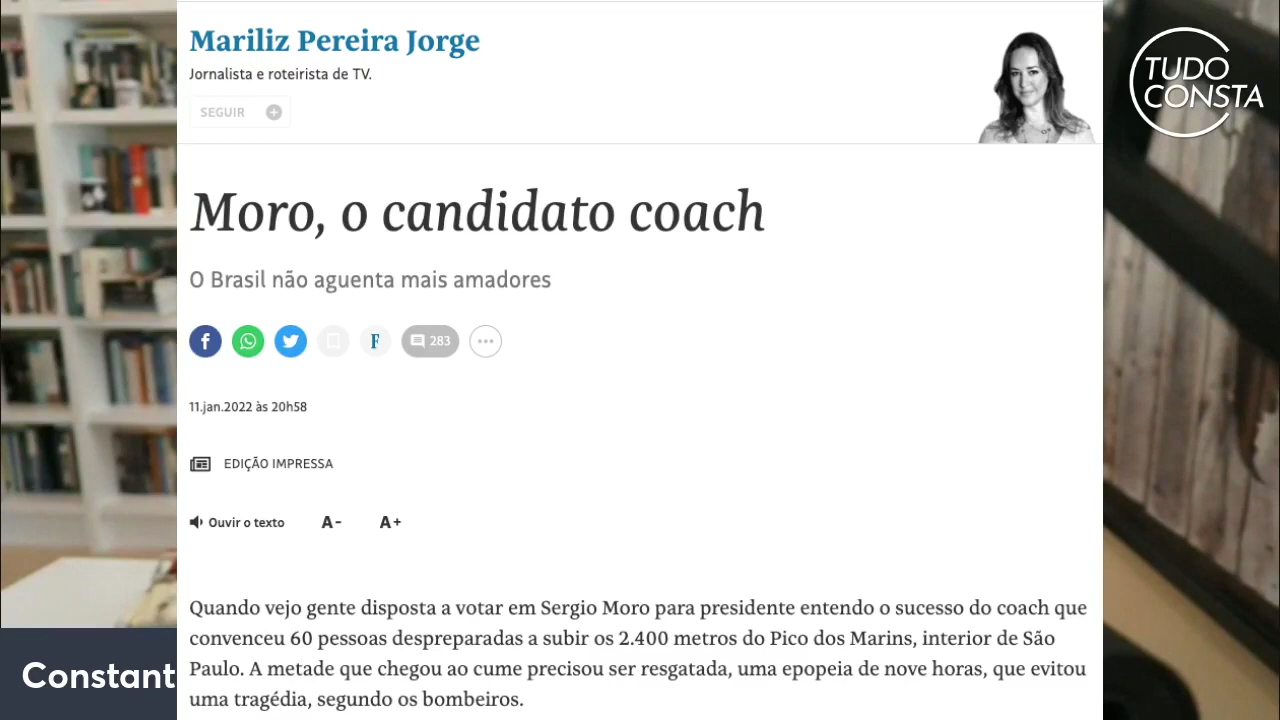 Mariliz Pereira Jorge
Jornalista e roteirista de TV.
SEGUIR
TUDO
CONSTA
Moro, o candidato coach
O Brasil não aguenta mais amadores
283
11.jan.2022 às 20h58
EDIÇÃO IMPRESSA
Ouvir o texto A- A+
Quando vejo gente disposta a votar em Sergio Moro para presidente entendo o sucesso do coach que
convenceu 60 pessoas despreparadas a subir os 2.400 metros do Pico dos Marins, interior de São
Paulo. A metade que chegou ao cume precisou ser resgatada, uma epopeia de nove horas, que evitou
uma tragédia, segundo os bombeiros.
Constant